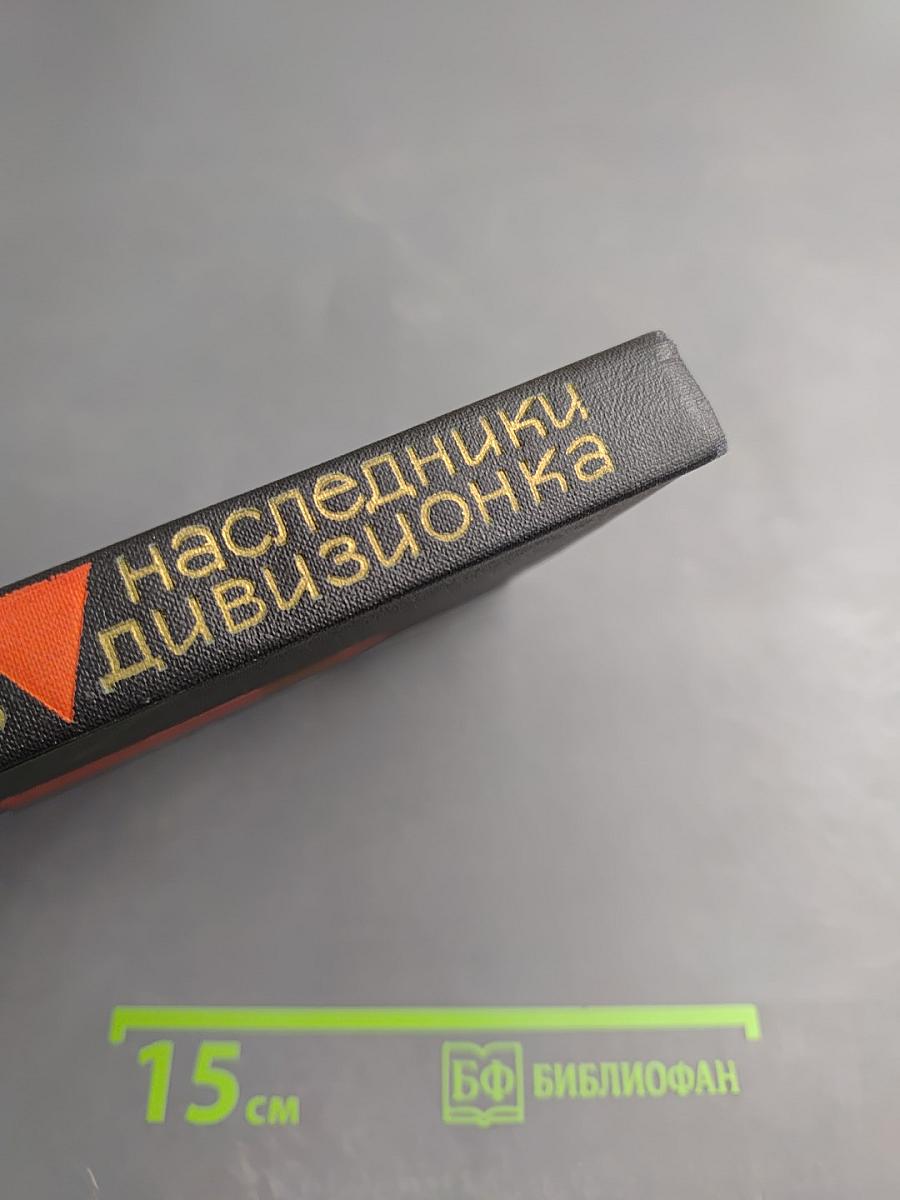 наследники
дивизионка
15 см
БФ БИБЛИОФАН